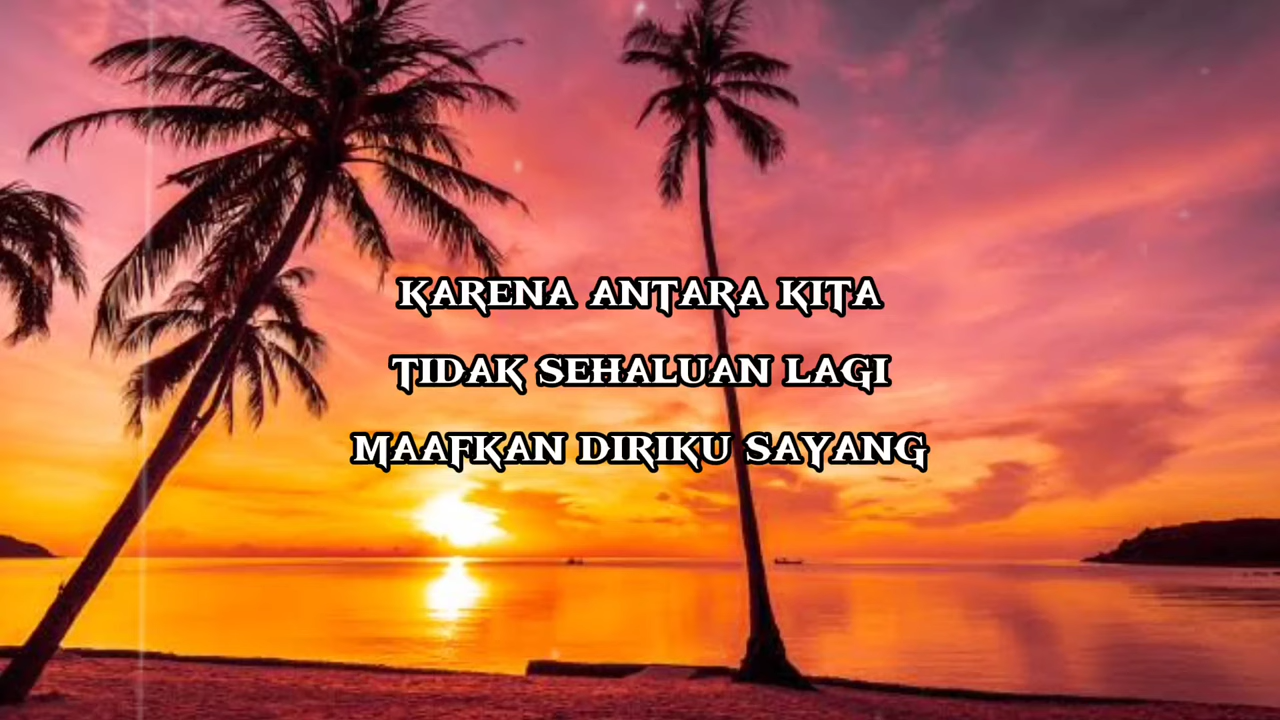 KARENA ANTARA KITA
TIDAK SEHALUAN LAGI
MAAFKAN DIRIKU SAYANG